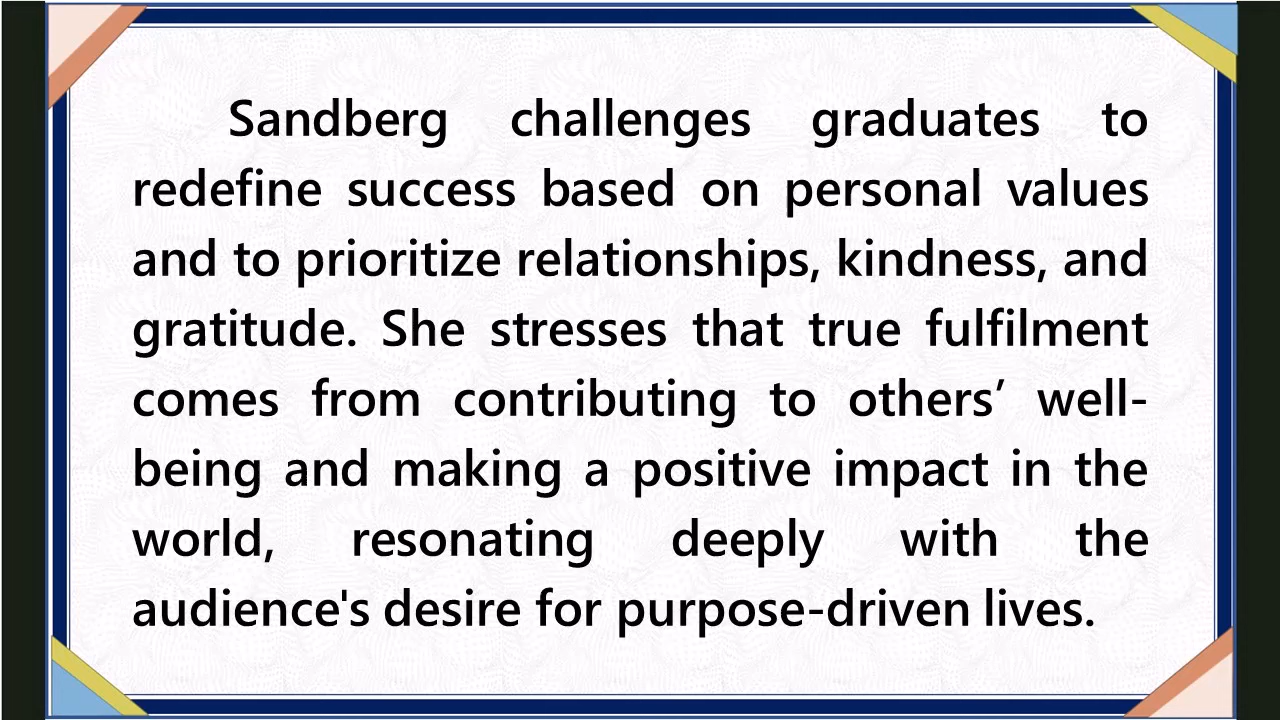 Sandberg challenges graduates to
redefine success based on personal values
and to prioritize relationships, kindness, and
gratitude. She stresses that true fulfilment
comes from contributing to others’ well-
being and making a positive impact in the
world, resonating deeply with the
audience's desire for purpose-driven lives.